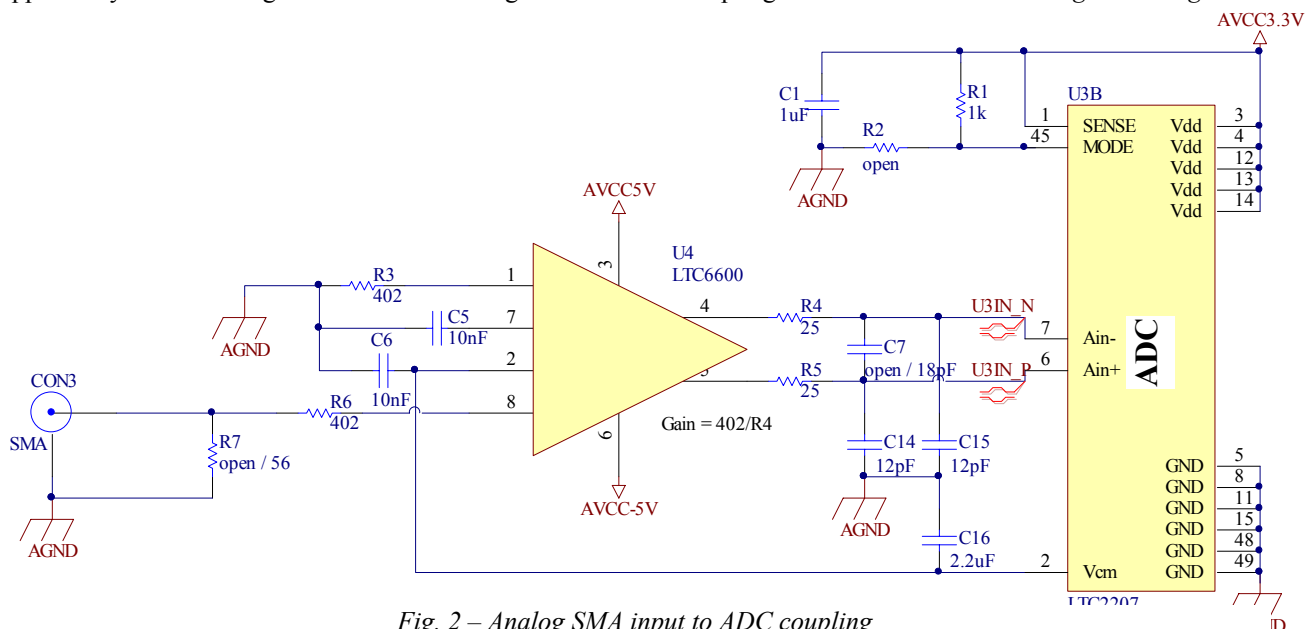 AVCC3.3V
C1
1uF
R1
1k
R2
open
AGND
U3B
1
45
SENSE
MODE
Vdd
Vdd
Vdd
Vdd
Vdd
3
4
12
13
14
AVCC5V
U4
LTC6600
3
R3
402
1
C5
10nF
7
C6
10nF
2
AGND
CON3
SMA
R6
402
8
R7
open / 56
AGND
4
R4
25
U3IN_N
7
Ain-
C7
open / 18pF
R5
25
U3IN_P
6
Ain+
ADC
Gain = 402/R4
6
AVCC-5V
C14
12pF
C15
12pF
AGND
C16
2.2uF
2
Vcm
GND
GND
GND
GND
GND
GND
5
8
11
15
48
49
LTC2207
Fig. 2 – Analog SMA input to ADC coupling